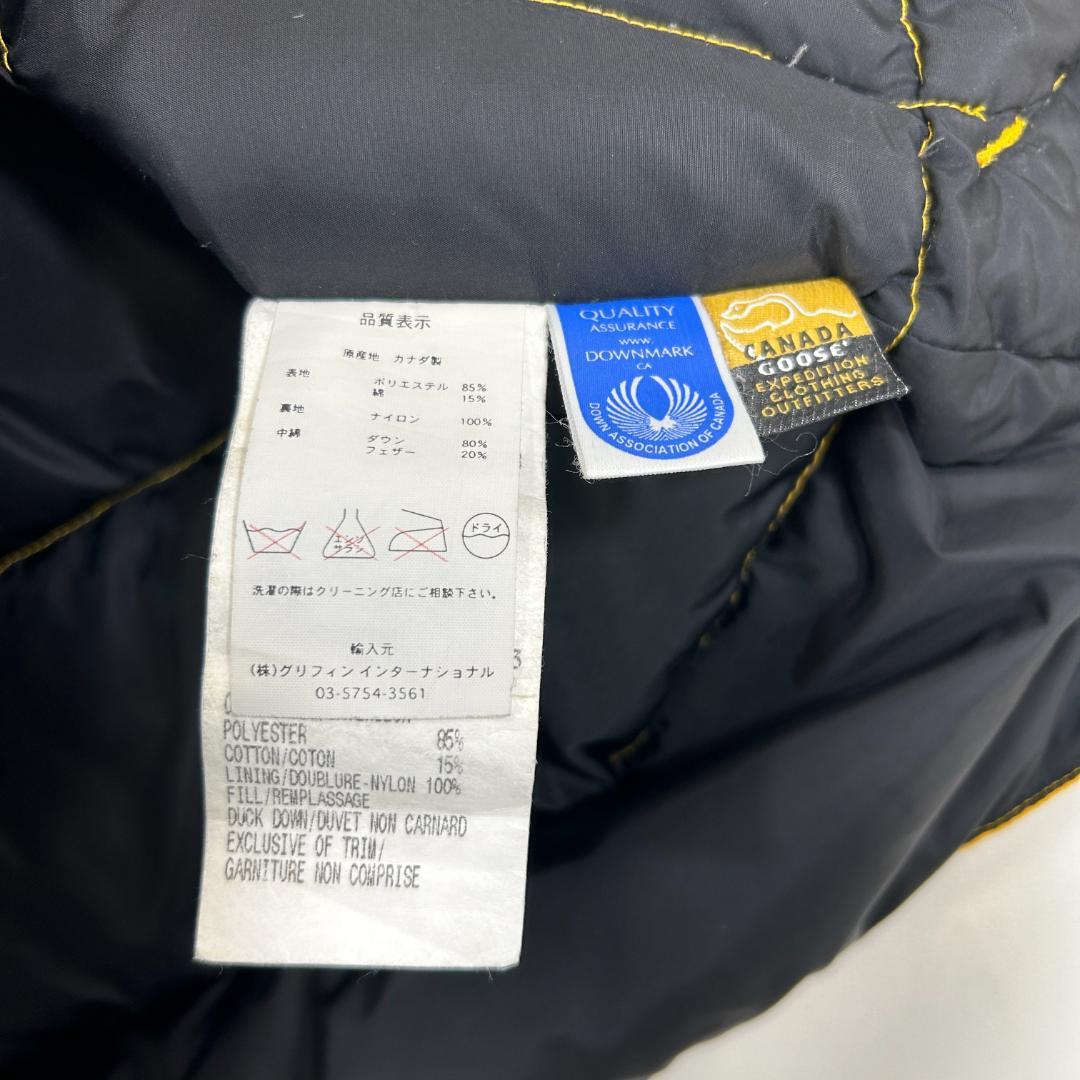 品質表示
原産地 カナダ製
表地
ポリエステル 85%
綿 15%
裏地
ナイロン 100%
中綿
ダウン 80%
フェザー 20%
エンソ
サラン
ドライ
洗濯の際はクリーニング店にご相談下さい。
輸入元
(株)グリフィン インターナショナル
03-5754-3561
3
POLYESTER 85%
COTTON/COTON 15%
LINING/DOUBLURE-NYLON 100%
FILL/REMPLASSAGE
DUCK DOWN/DUVET NON CARNARD
EXCLUSIVE OF TRIM/
GARNITURE NON COMPRISE
QUALITY
ASSURANCE
www.
DOWNMARK
CA
DOWN ASSOCIATION OF CANADA
CANADA
GOOSE
EXPEDITION
CLOTHING
OUTFITTERS